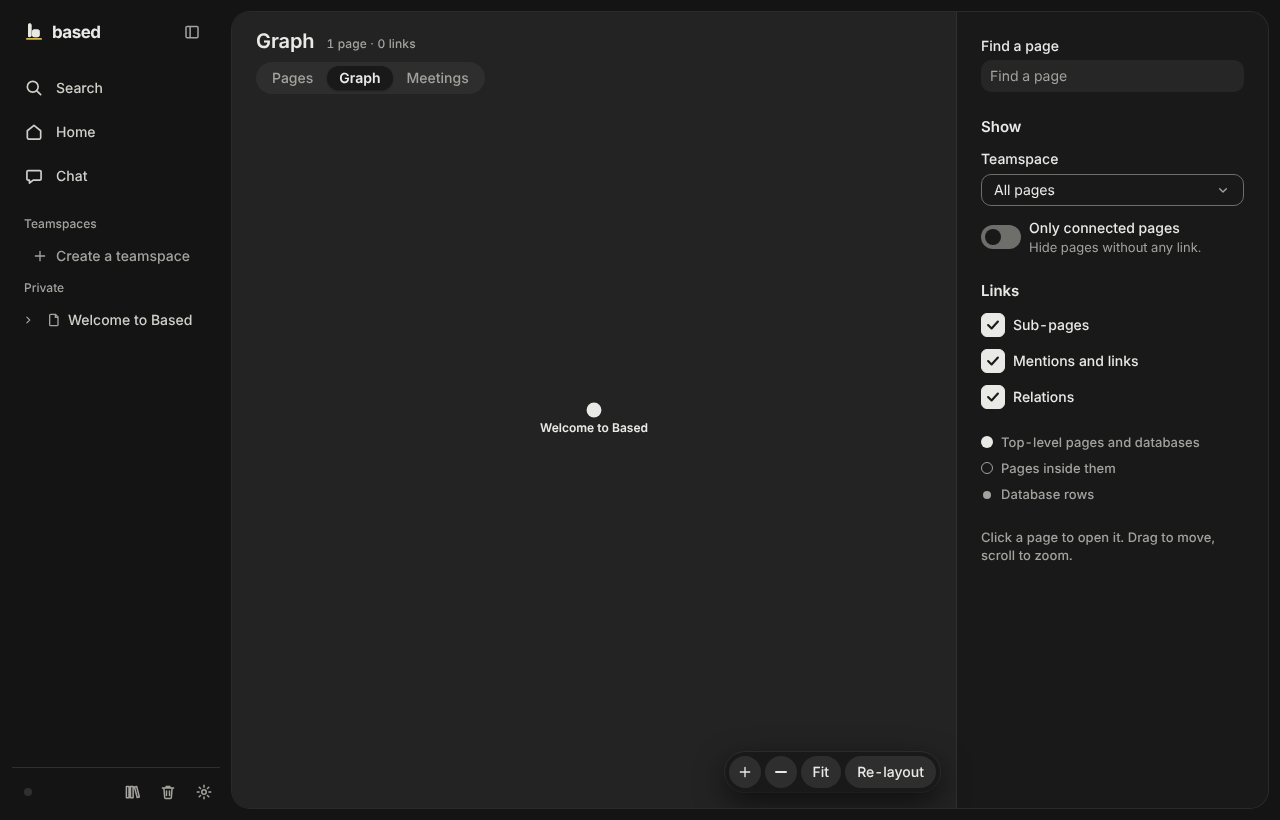 based
Search
Home
Chat
Teamspaces
Create a teamspace
Private
Welcome to Based
Graph
1 page · 0 links
Pages
Graph
Meetings
Welcome to Based
Fit
Re-layout
Find a page
Find a page
Show
Teamspace
All pages
Only connected pages
Hide pages without any link.
Links
Sub-pages
Mentions and links
Relations
Top-level pages and databases
Pages inside them
Database rows
Click a page to open it. Drag to move,
scroll to zoom.